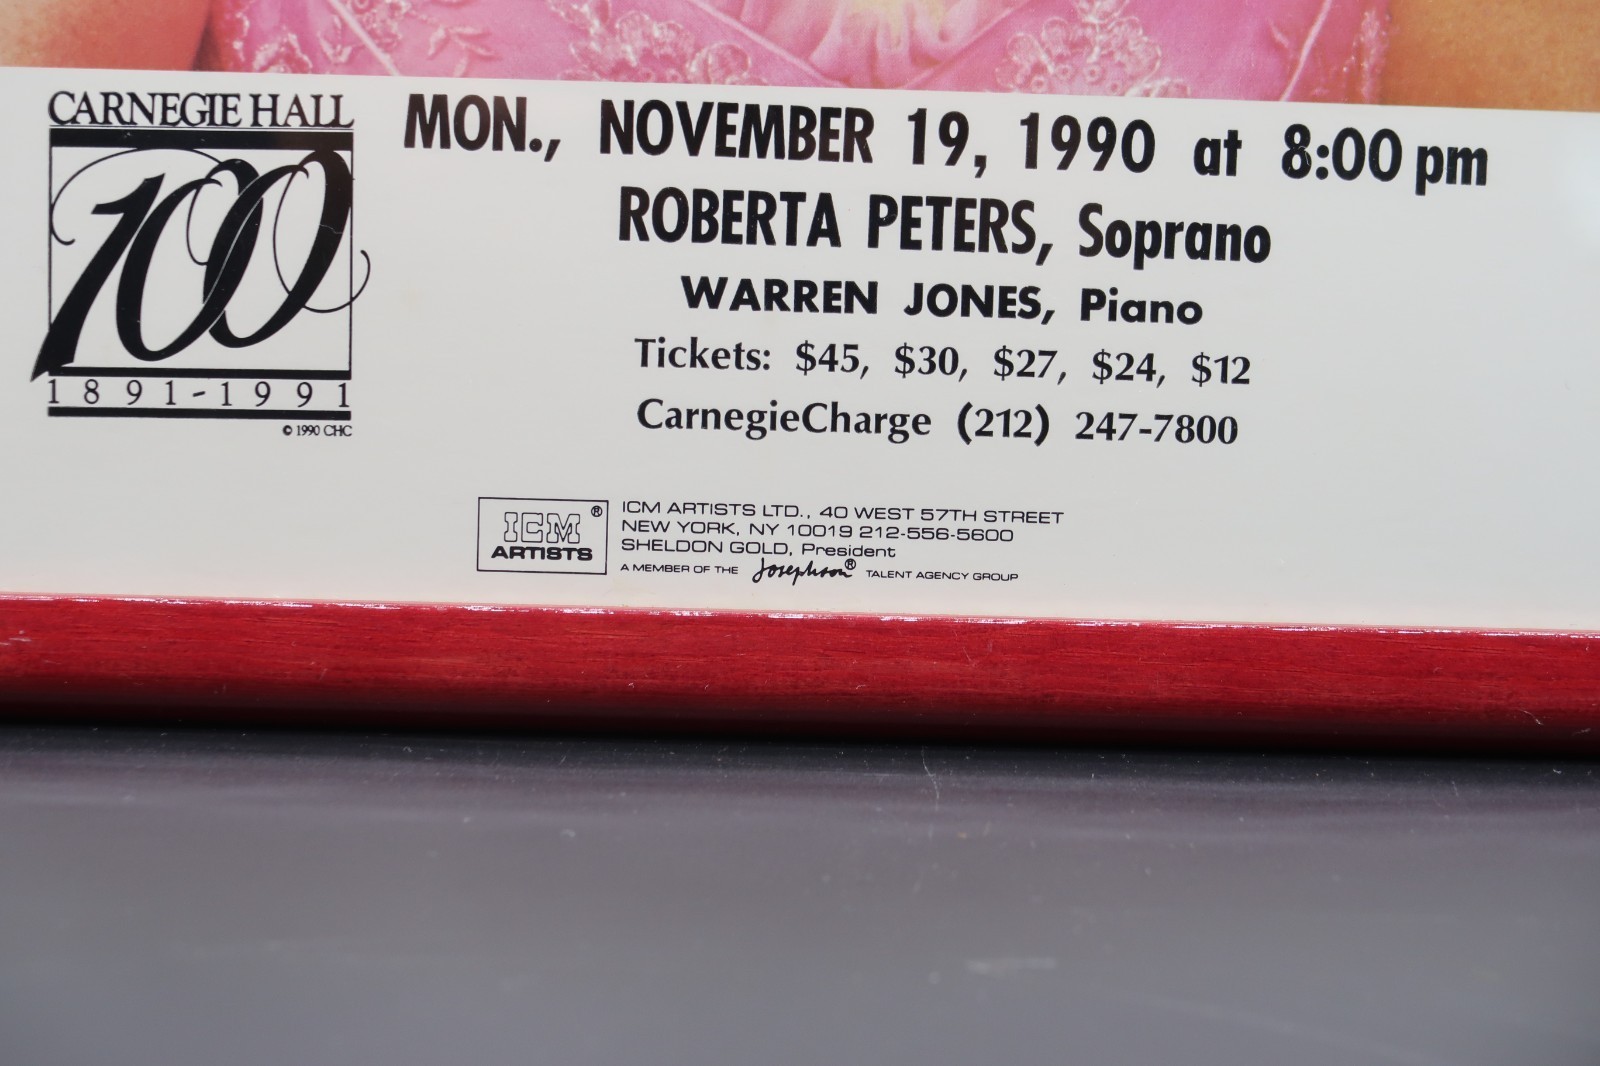 CARNEGIE HALL
100
1891-1991
© 1990 CHC
MON., NOVEMBER 19, 1990 at 8:00 pm
ROBERTA PETERS, Soprano
WARREN JONES, Piano
Tickets: $45, $30, $27, $24, $12
CarnegieCharge (212) 247-7800
ICM ®
ARTISTS
ICM ARTISTS LTD., 40 WEST 57TH STREET
NEW YORK, NY 10019 212-556-5600
SHELDON GOLD, President
A MEMBER OF THE Josephson® TALENT AGENCY GROUP